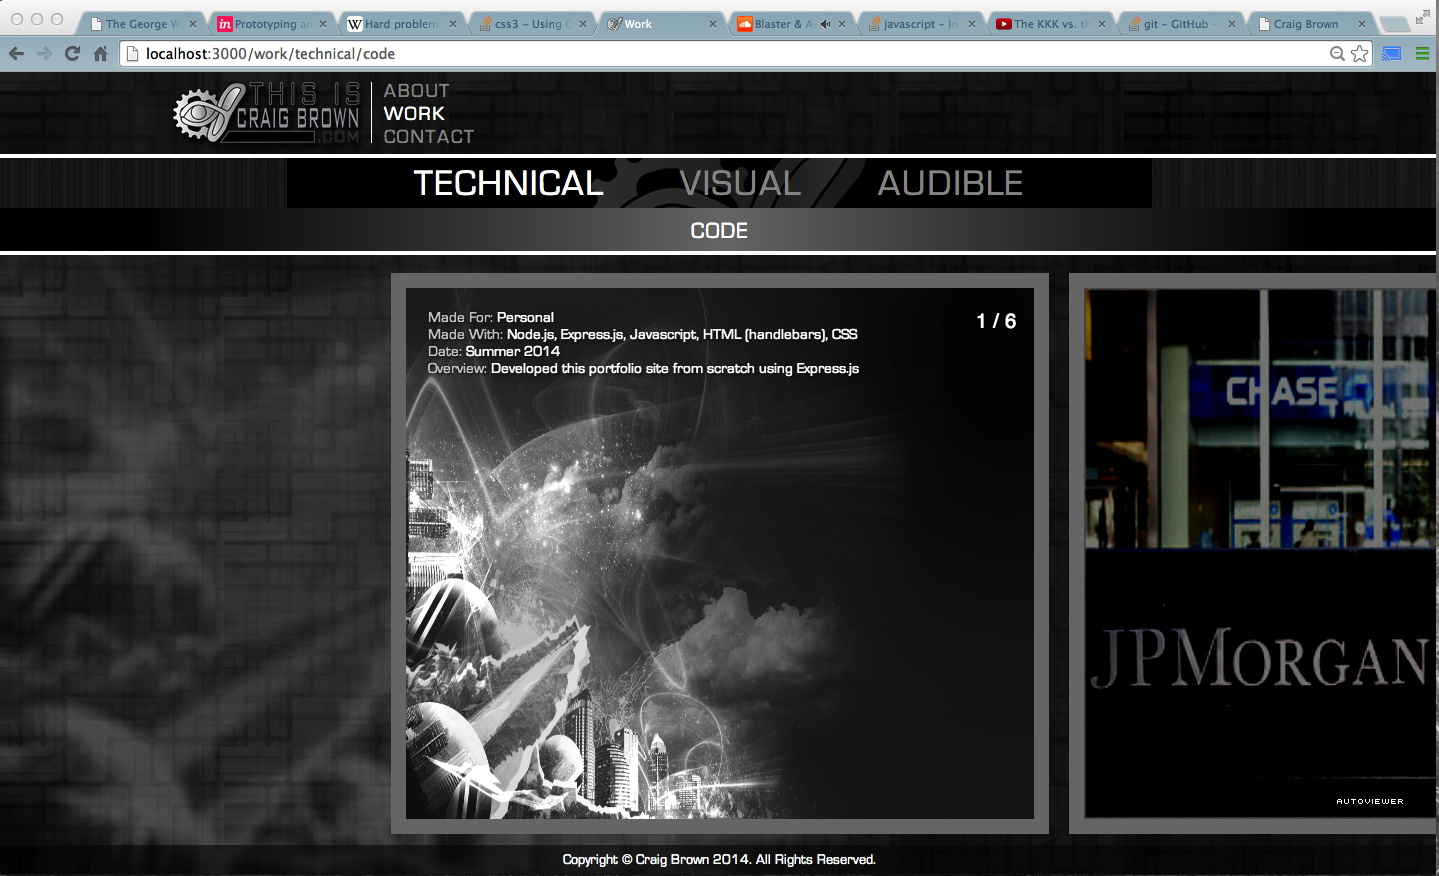 The George W
Prototyping an
Hard problem
css3 – Using C
Work
Blaster & A
javascript – In
The KKK vs. th
git – GitHub –
Craig Brown
localhost:3000/work/technical/code
THIS IS
CRAIG BROWN
.COM
ABOUT
WORK
CONTACT
TECHNICAL VISUAL AUDIBLE
CODE
Made For: Personal
Made With: Node.js, Express.js, Javascript, HTML (handlebars), CSS
Date: Summer 2014
Overview: Developed this portfolio site from scratch using Express.js
1 / 6
CHASE
JPMORGAN
AUTOVIEWER
Copyright © Craig Brown 2014. All Rights Reserved.